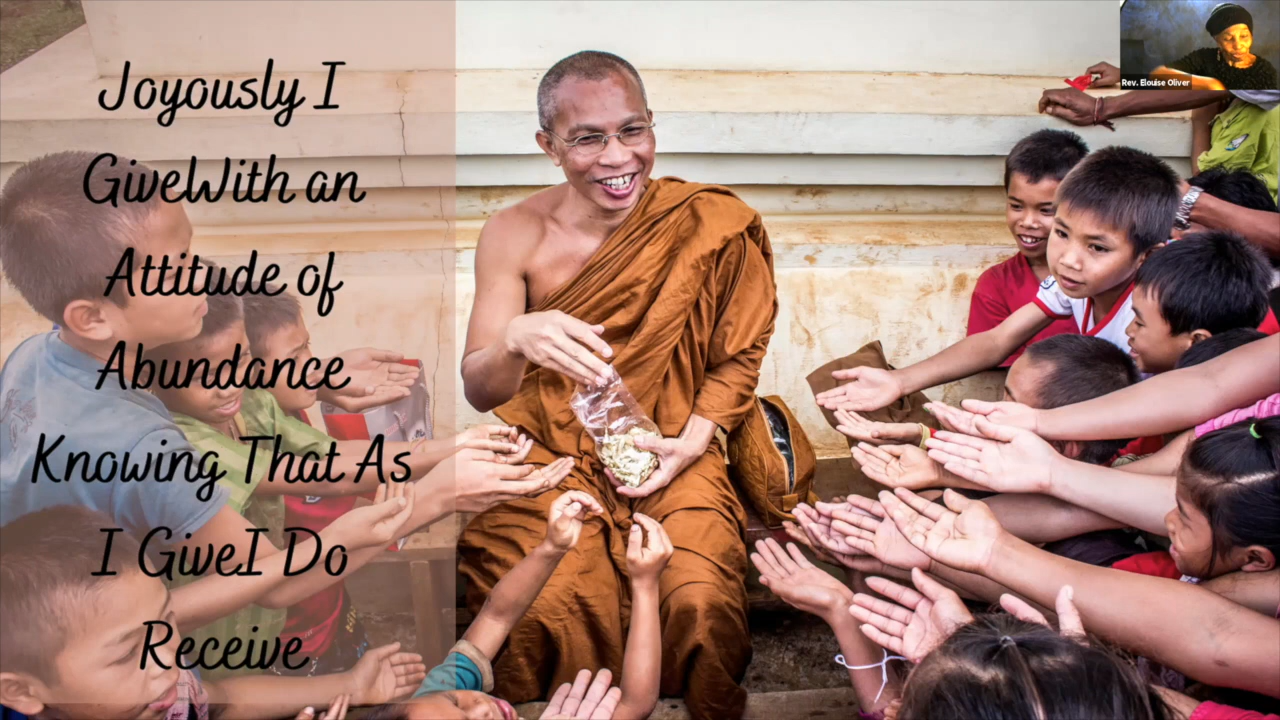 Joyously I
GiveWith an
Attitude of
Abundance
Knowing That As
I GiveI Do
Receive
Rev. Elouise Oliver